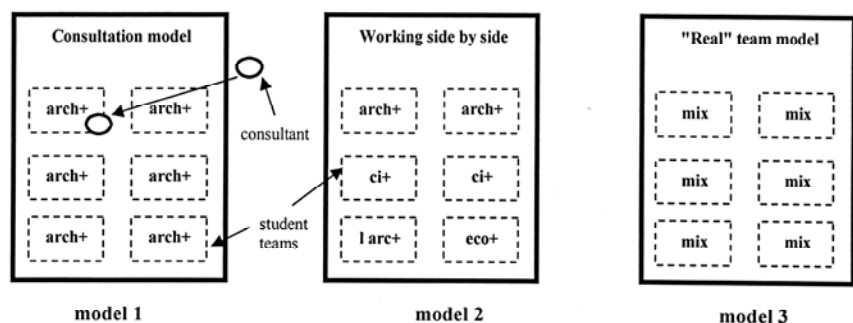 Consultation model
Working side by side
"Real" team model
arch+ arch+
arch+ arch+
mix mix
consultant
arch+ arch+
ci+ ci+
mix mix
student
teams
arch+ arch+
l arc+ eco+
mix mix
model 1
model 2
model 3